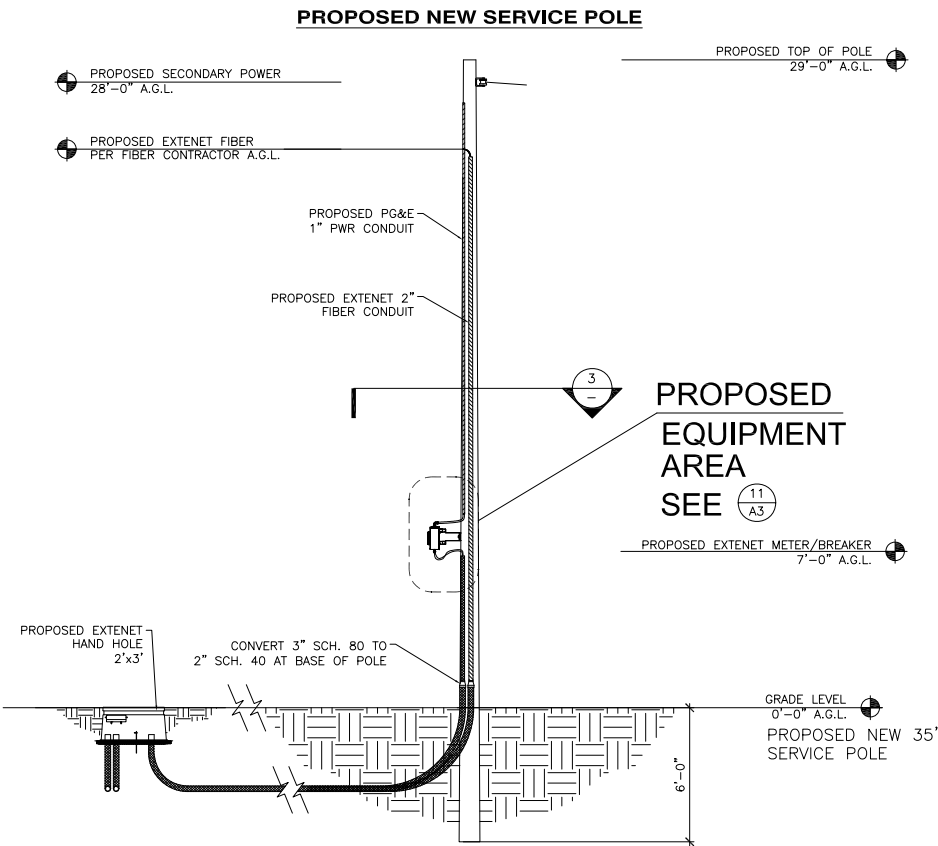 PROPOSED NEW SERVICE POLE
PROPOSED SECONDARY POWER
28'-0" A.G.L.
PROPOSED TOP OF POLE
29'-0" A.G.L.
PROPOSED EXTENET FIBER
PER FIBER CONTRACTOR A.G.L.
PROPOSED PG&E
1" PWR CONDUIT
PROPOSED EXTENET 2"
FIBER CONDUIT
3
-
PROPOSED
EQUIPMENT
AREA
SEE 11
A3
PROPOSED EXTENET METER/BREAKER
7'-0" A.G.L.
PROPOSED EXTENET
HAND HOLE
2'x3'
CONVERT 3" SCH. 80 TO
2" SCH. 40 AT BASE OF POLE
GRADE LEVEL
0'-0" A.G.L.
PROPOSED NEW 35'
SERVICE POLE
6'-0"